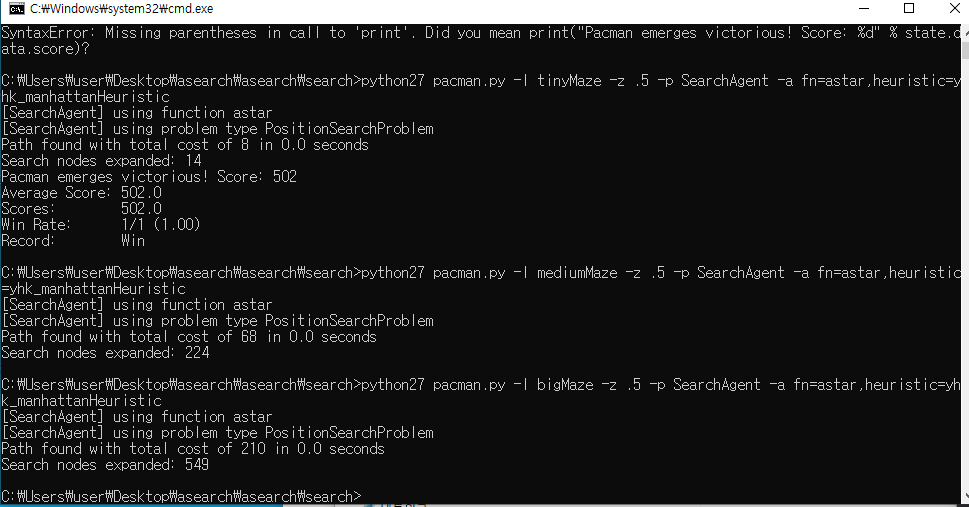 C:₩Windows₩system32₩cmd.exe
SyntaxError: Missing parentheses in call to 'print'. Did you mean print("Pacman emerges victorious! Score: %d" % state.d
ata.score)?
C:₩Users₩user₩Desktop₩asearch₩asearch₩search>python27 pacman.py -l tinyMaze -z .5 -p SearchAgent -a fn=astar,heuristic=y
hk_manhattanHeuristic
[SearchAgent] using function astar
[SearchAgent] using problem type PositionSearchProblem
Path found with total cost of 8 in 0.0 seconds
Search nodes expanded: 14
Pacman emerges victorious! Score: 502
Average Score: 502.0
Scores:        502.0
Win Rate:      1/1 (1.00)
Record:        Win
C:₩Users₩user₩Desktop₩asearch₩asearch₩search>python27 pacman.py -l mediumMaze -z .5 -p SearchAgent -a fn=astar,heuristic
=yhk_manhattanHeuristic
[SearchAgent] using function astar
[SearchAgent] using problem type PositionSearchProblem
Path found with total cost of 68 in 0.0 seconds
Search nodes expanded: 224
C:₩Users₩user₩Desktop₩asearch₩asearch₩search>python27 pacman.py -l bigMaze -z .5 -p SearchAgent -a fn=astar,heuristic=yh
k_manhattanHeuristic
[SearchAgent] using function astar
[SearchAgent] using problem type PositionSearchProblem
Path found with total cost of 210 in 0.0 seconds
Search nodes expanded: 549
C:₩Users₩user₩Desktop₩asearch₩asearch₩search>